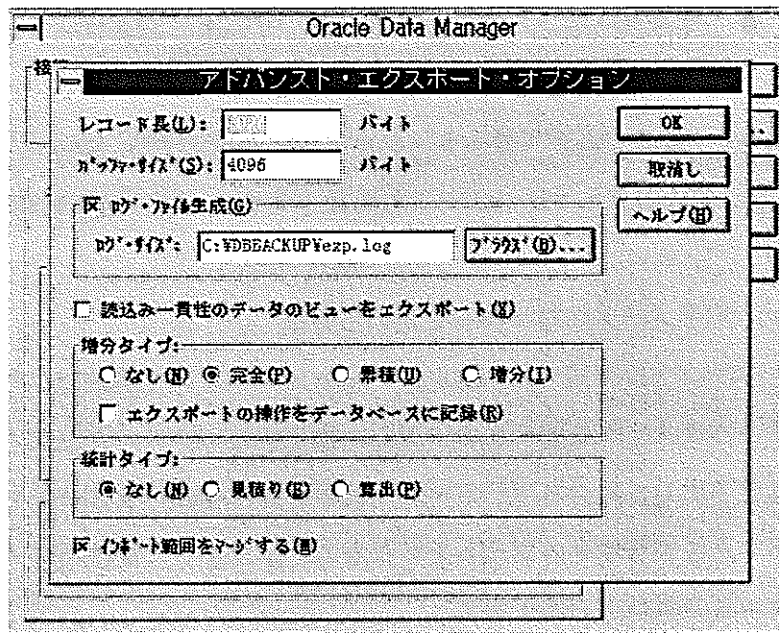 Oracle Data Manager
接
アドバンスト・エクスポート・オプション
レコード長(L): バイト
OK
ﾊﾞｯﾌｧ･ｻｲｽﾞ(S): 4096 バイト
取消し
ログ・ファイル生成(G)
ヘルプ(H)
ﾛｸﾞ･ｻｲｽﾞ: C:¥DBBACKUP¥exp.log ﾌﾞﾗｳｽﾞ(B)...
読込み一貫性のデータのビューをエクスポート(X)
増分タイプ:
なし(N) 完全(P) 累積(U) 増分(I)
エクスポートの操作をデータベースに記録(R)
統計タイプ:
なし(N) 見積り(E) 算出(P)
ｲﾝﾎﾟｰﾄ範囲をﾏｰｼﾞする(M)